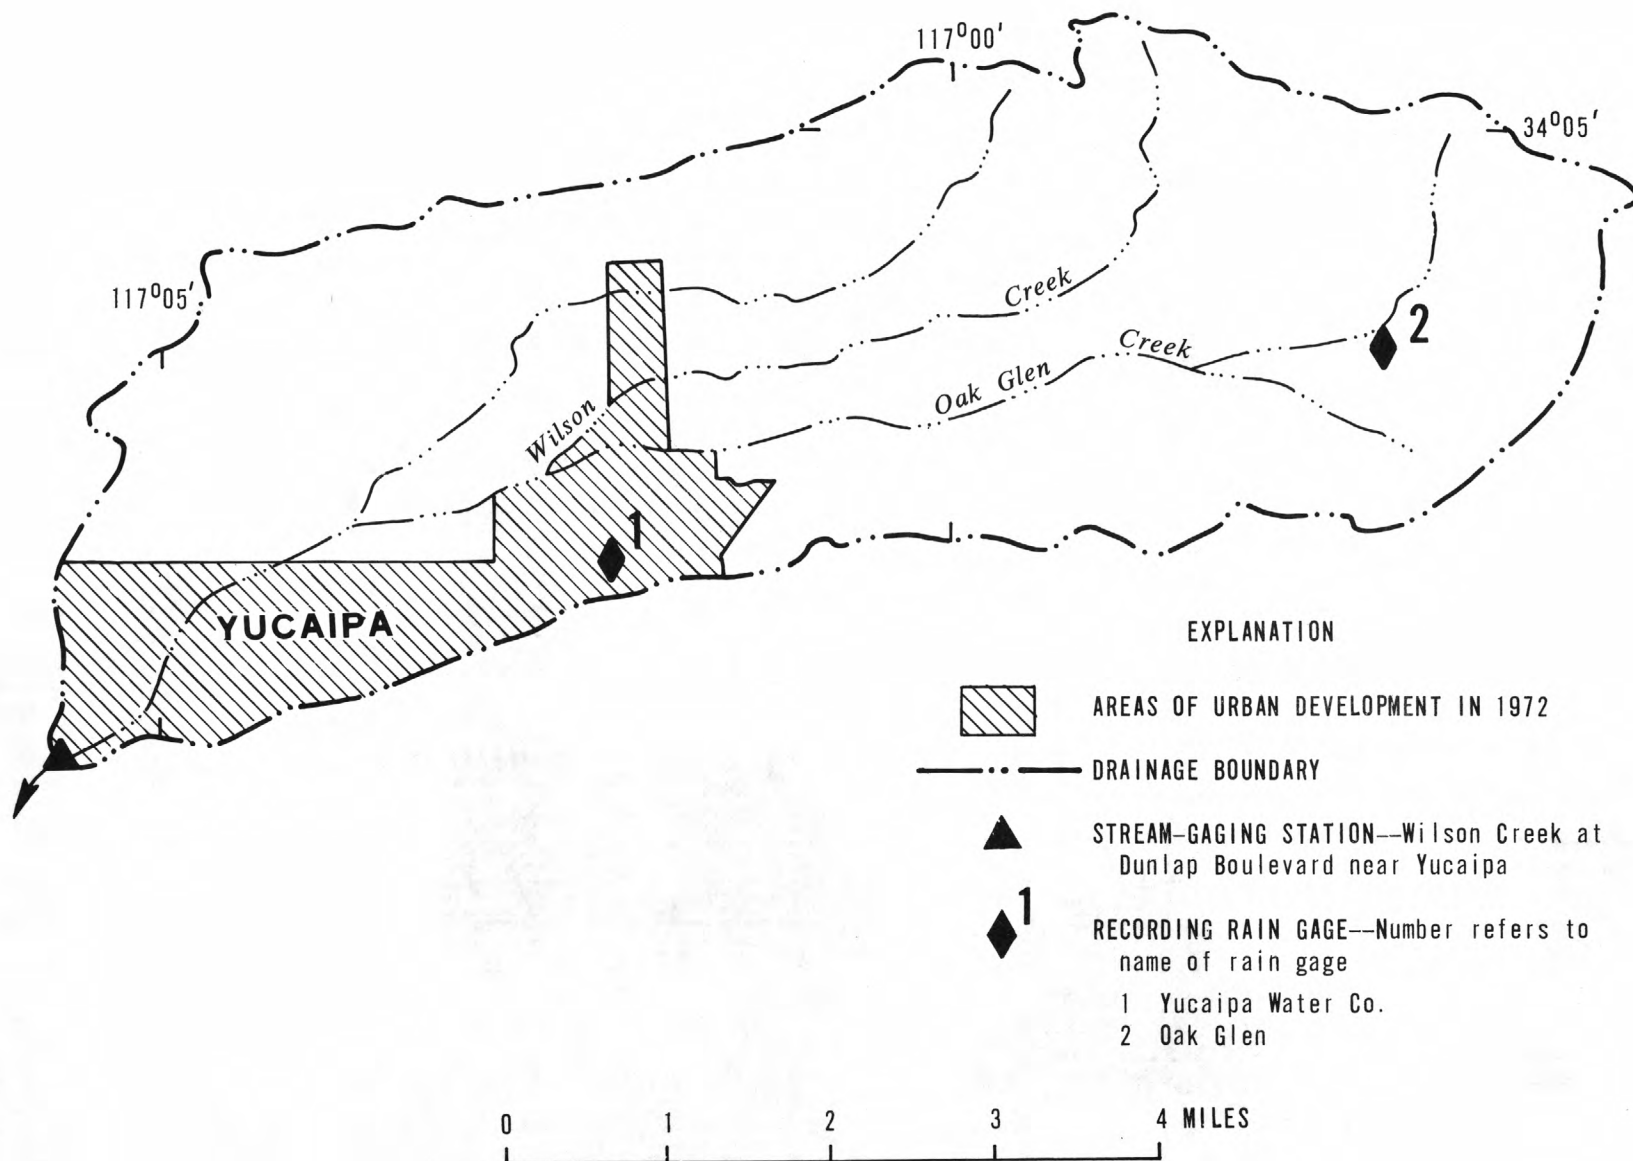 117°00'
34°05'
117°05'
Creek
2
Creek
Oak Glen
Wilson
1
YUCAIPA
EXPLANATION
AREAS OF URBAN DEVELOPMENT IN 1972
DRAINAGE BOUNDARY
STREAM-GAGING STATION--Wilson Creek at
Dunlap Boulevard near Yucaipa
1
RECORDING RAIN GAGE--Number refers to
name of rain gage
1 Yucaipa Water Co.
2 Oak Glen
0 1 2 3 4 MILES